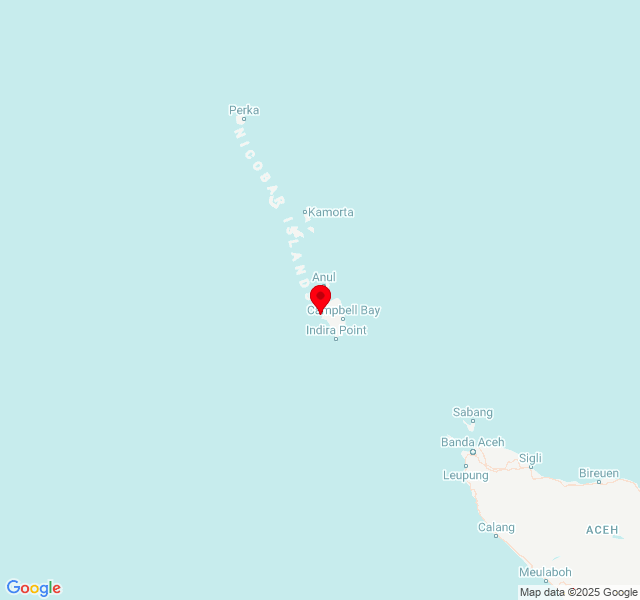 Perka
NICOBAR ISLANDS
Kamorta
Anul
Campbell Bay
Indira Point
Sabang
Banda Aceh
Sigli
Leupung
Bireuen
Calang
ACEH
Meulaboh
Google
Map data ©2025 Google